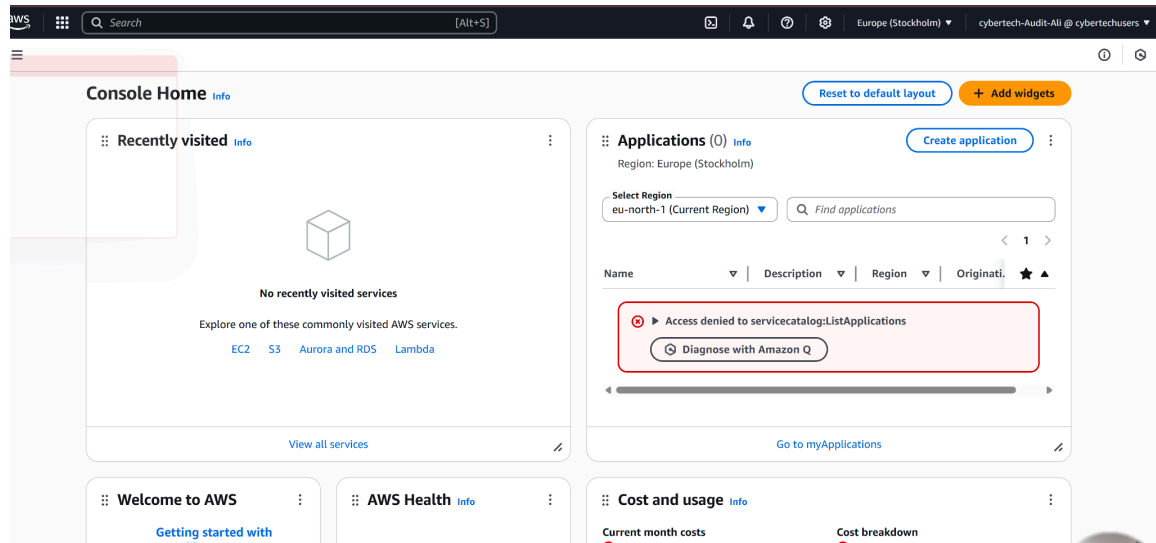 aws
Search
[Alt+S]
Europe (Stockholm)
cybertech-Audit-Ali @ cybertechusers
Console Home Info
Reset to default layout
+ Add widgets
Recently visited Info
No recently visited services
Explore one of these commonly visited AWS services.
EC2 S3 Aurora and RDS Lambda
View all services
Applications (0) Info
Create application
Region: Europe (Stockholm)
Select Region
eu-north-1 (Current Region)
Find applications
1
Name Description Region Originati.
Access denied to servicecatalog:ListApplications
Diagnose with Amazon Q
Go to myApplications
Welcome to AWS
Getting started with
AWS Health Info
Cost and usage Info
Current month costs
Cost breakdown